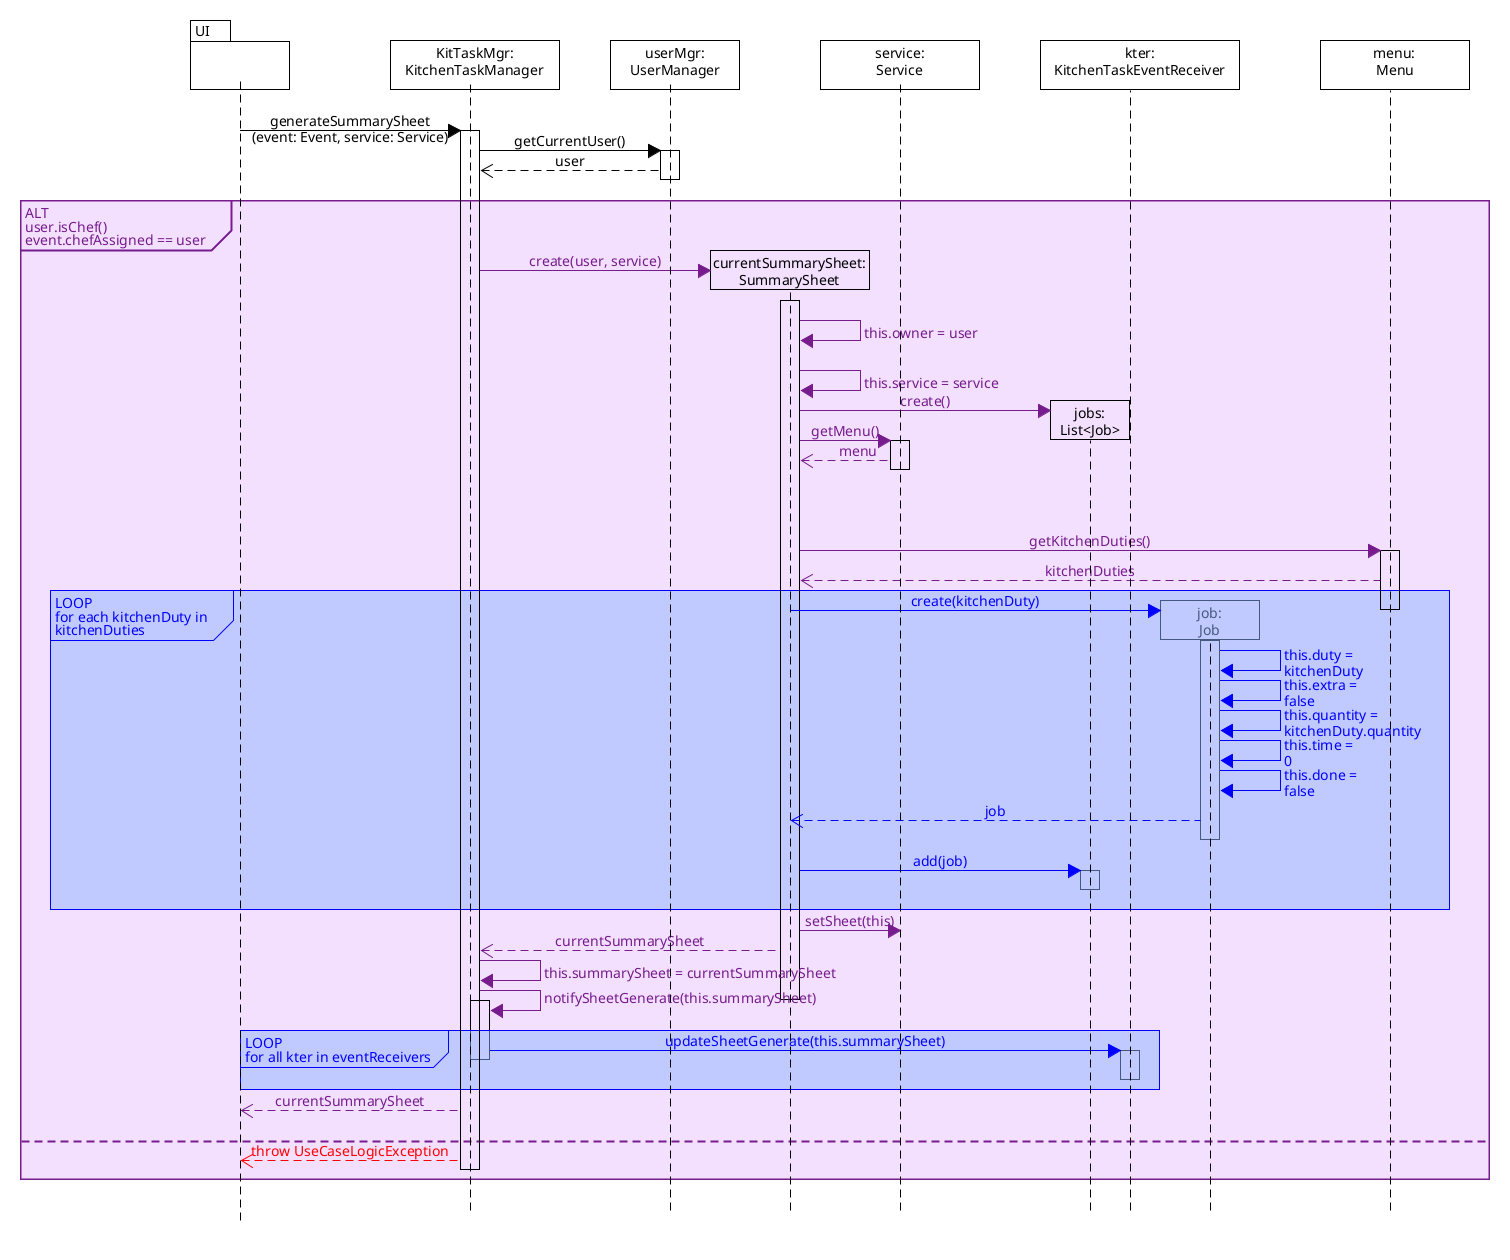 UI
KitTaskMgr:
KitchenTaskManager
userMgr:
UserManager
service:
Service
kter:
KitchenTaskEventReceiver
menu:
Menu
generateSummarySheet
(event: Event, service: Service)
getCurrentUser()
user
ALT
user.isChef()
event.chefAssigned == user
create(user, service)
currentSummarySheet:
SummarySheet
this.owner = user
this.service = service
create()
jobs:
List<Job>
getMenu()
menu
getKitchenDuties()
kitchenDuties
LOOP
for each kitchenDuty in
kitchenDuties
create(kitchenDuty)
job:
Job
this.duty =
kitchenDuty
this.extra =
false
this.quantity =
kitchenDuty.quantity
this.time =
0
this.done =
false
job
add(job)
setSheet(this)
currentSummarySheet
this.summarySheet = currentSummarySheet
notifySheetGenerate(this.summarySheet)
LOOP
for all kter in eventReceivers
updateSheetGenerate(this.summarySheet)
currentSummarySheet
throw UseCaseLogicException